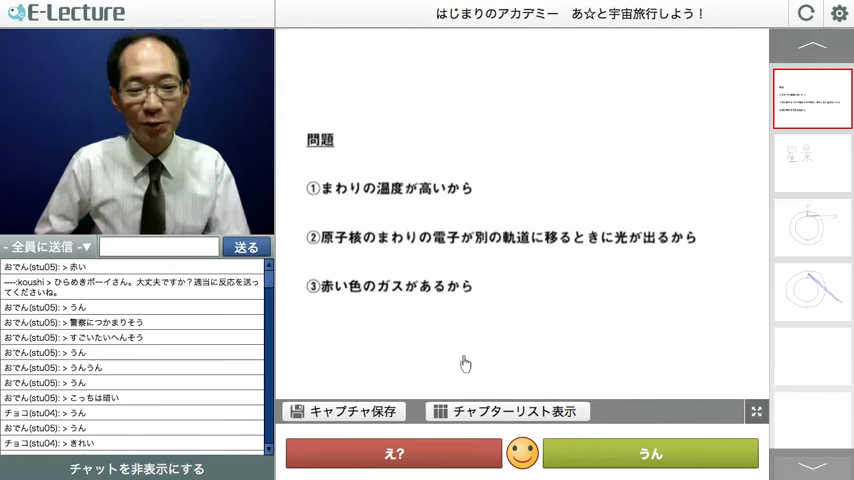 E-Lecture
はじまりのアカデミー あ☆と宇宙旅行しよう！
問題
①まわりの温度が高いから
②原子核のまわりの電子が別の軌道に移るときに光が出るから
③赤い色のガスがあるから
星景
- 全員に送信 -▼
送る
おでん(stu05): > 赤い
----:koushi > ひらめきボーイさん。大丈夫ですか？適当に反応を送っ
てくださいね。
おでん(stu05): > うん
おでん(stu05): > 警察につかまりそう
おでん(stu05): > すごいたいへんそう
おでん(stu05): > うん
おでん(stu05): > うんうん
おでん(stu05): > うん
おでん(stu05): > こっちは暗い
チョコ(stu04): > うん
おでん(stu05): > うん
チョコ(stu04): > きれい
チャットを非表示にする
キャプチャ保存
チャプターリスト表示
え?
うん